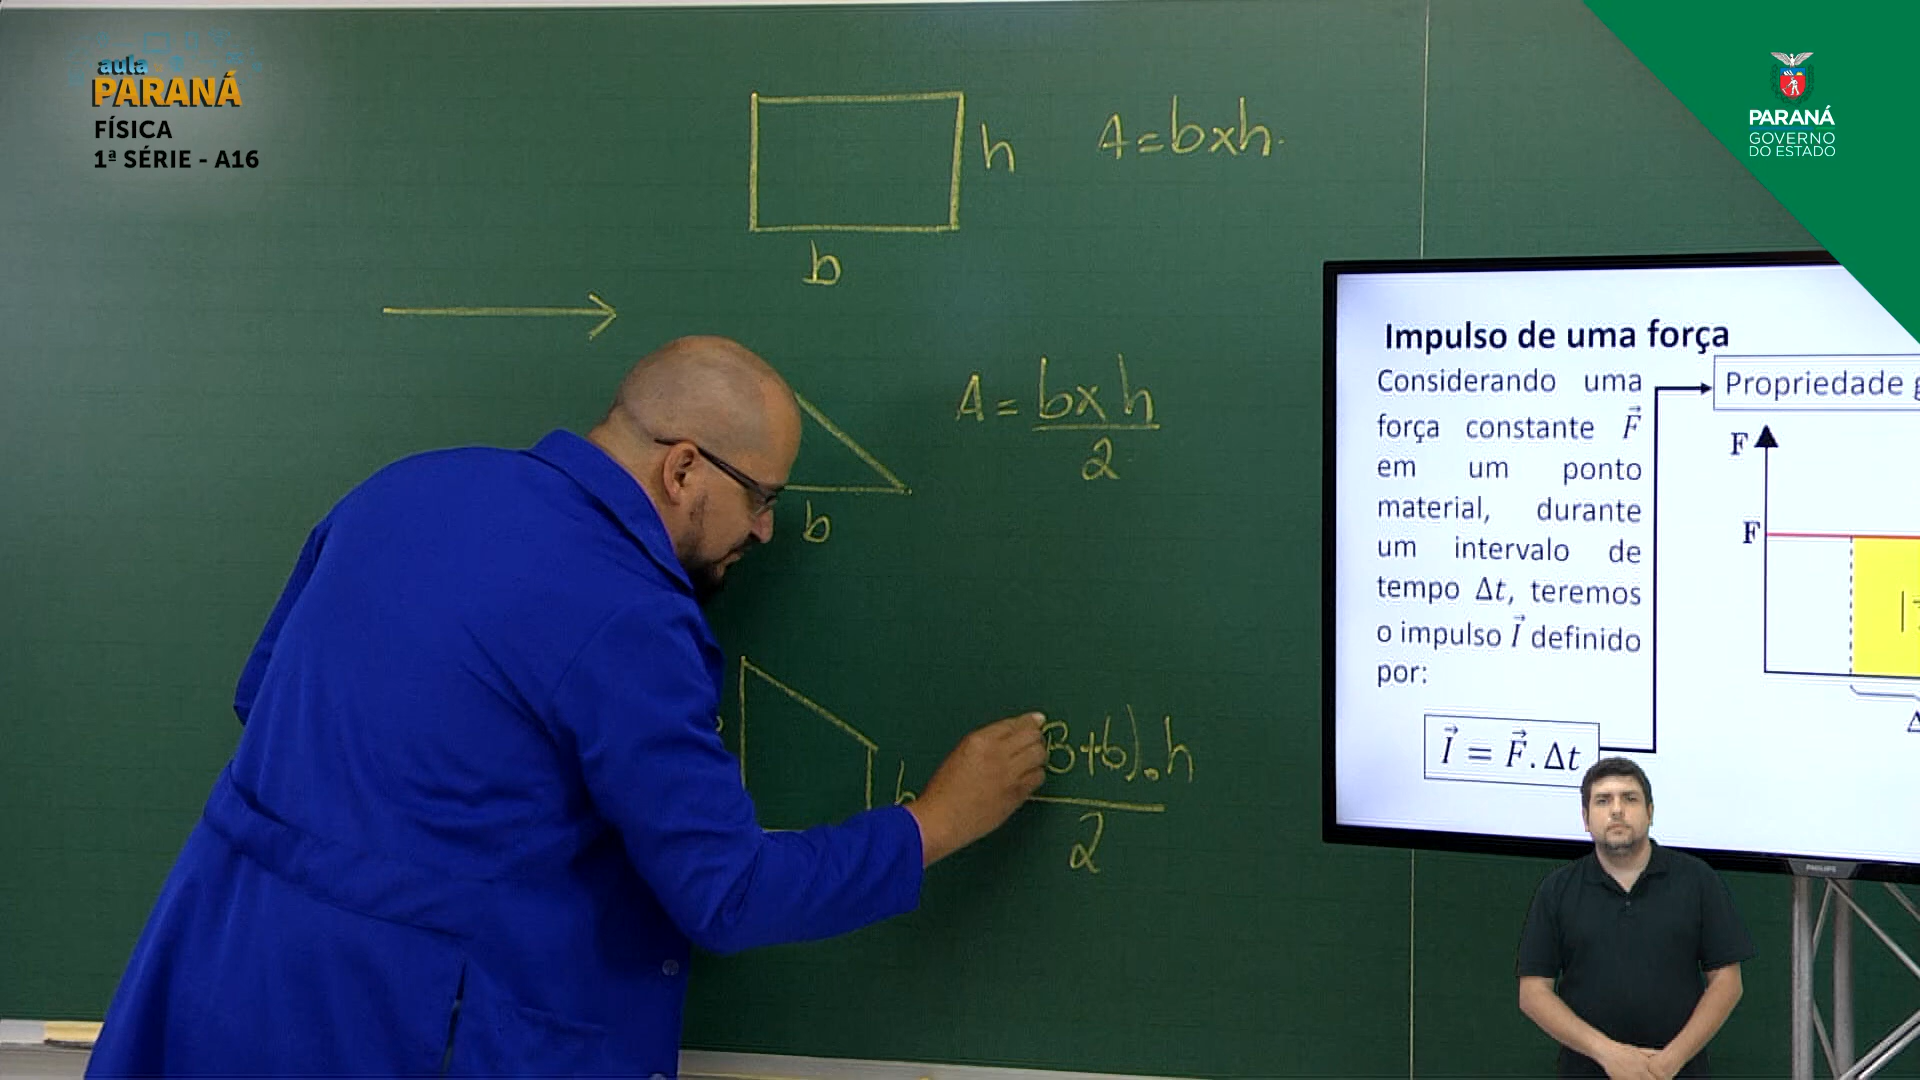 aula
PARANÁ
FÍSICA
1ª SÉRIE - A16
h
A=bxh.
b
A = bxh
2
b
B+b).h
2
PARANÁ
GOVERNO
DO ESTADO
Impulso de uma força
Considerando uma
força constante F⃗
em um ponto
material, durante
um intervalo de
tempo Δt, teremos
o impulso I⃗ definido
por:
I⃗ = F⃗. Δt
Propriedade
F
F
Δ
PHILIPS